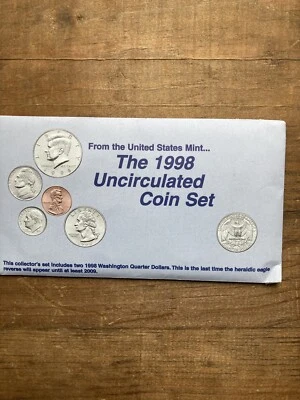 From the United States Mint...
The 1998
Uncirculated
Coin Set
This collector's set includes two 1998 Washington Quarter Dollars. This is the last time the heraldic eagle
reverse will appear until at least 2009.